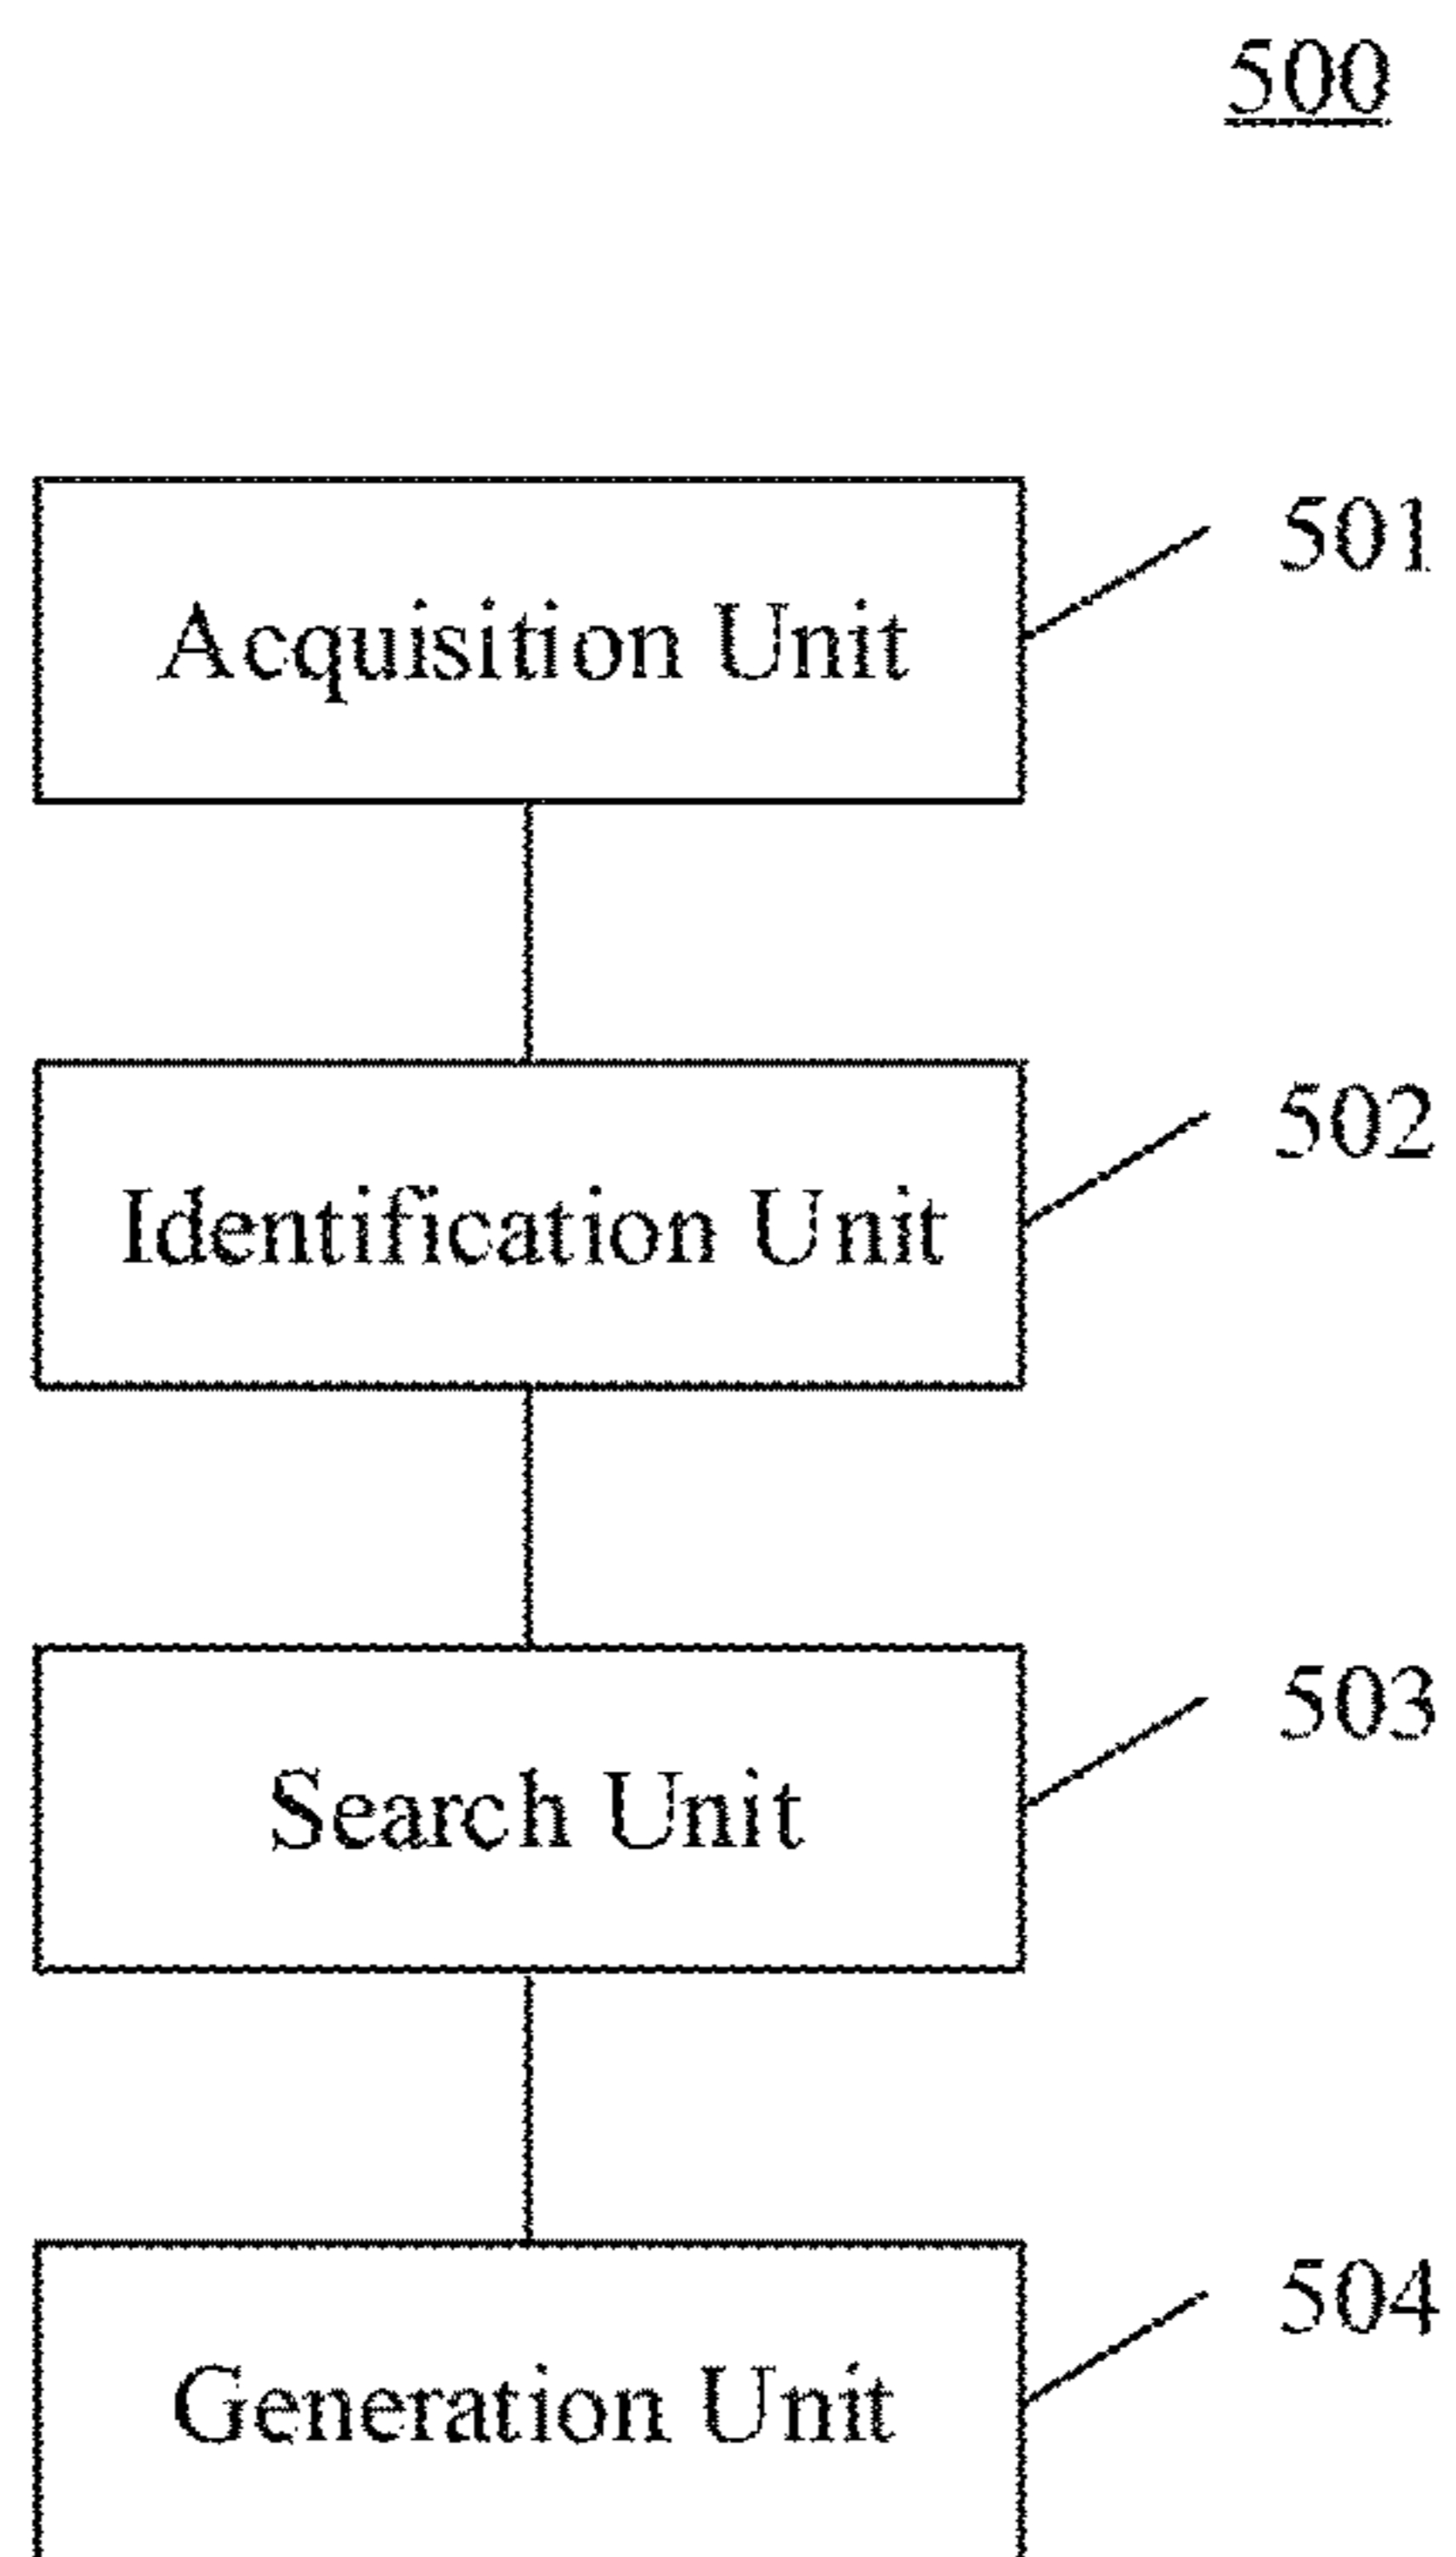 500
Acquisition Unit
501
Identification Unit
502
Search Unit
503
Generation Unit
504